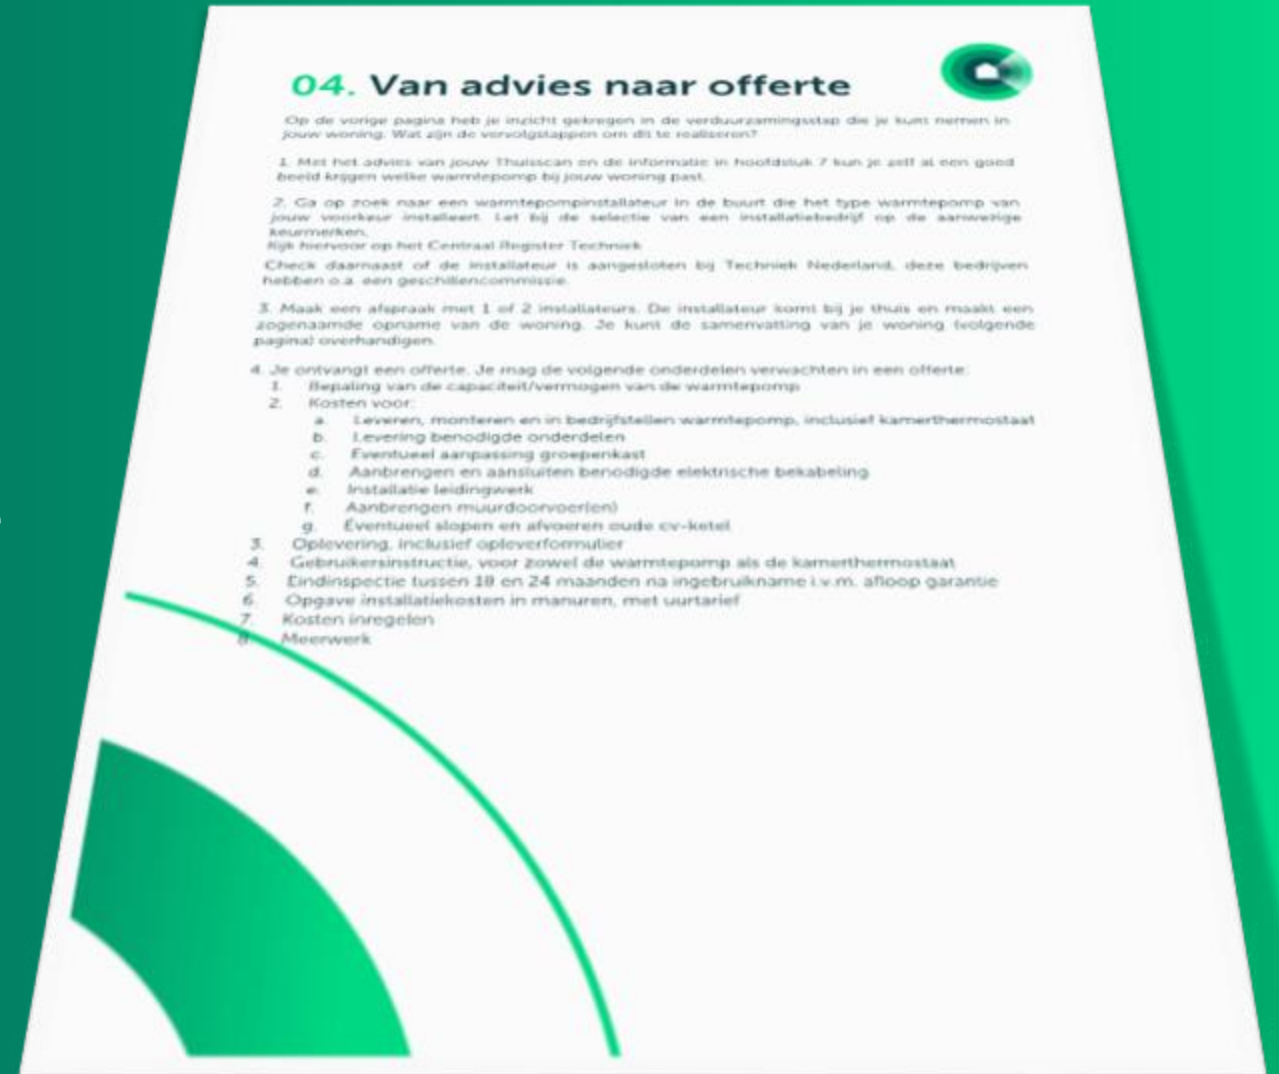 04. Van advies naar offerte
Op de vorige pagina heb je inzicht gekregen in de verduurzamingsstap die je kunt nemen in
jouw woning. Wat zijn de vervolgstappen om dit te realiseren?
1. Met het advies van jouw Thuisscan en de informatie in hoofdstuk 7 kun je zelf al een goed
beeld krijgen welke warmtepomp bij jouw woning past.
2. Ga op zoek naar een warmtepompinstallateur in de buurt die het type warmtepomp van
jouw voorkeur installeert. Let bij de selectie van een installatiebedrijf op de aanwezige
keurmerken.
Kijk hiervoor op het Centraal Register Techniek
Check daarnaast of de installateur is aangesloten bij Techniek Nederland, deze bedrijven
hebben o.a. een geschillencommissie.
3. Maak een afspraak met 1 of 2 installateurs. De installateur komt bij je thuis en maakt een
zogenaamde opname van de woning. Je kunt de samenvatting van je woning (volgende
pagina) overhandigen.
4. Je ontvangt een offerte. Je mag de volgende onderdelen verwachten in een offerte:
1. Bepaling van de capaciteit/vermogen van de warmtepomp
2. Kosten voor:
a. Leveren, monteren en in bedrijfstellen warmtepomp, inclusief kamerthermostaat
b. Levering benodigde onderdelen
c. Eventueel aanpassing groepenkast
d. Aanbrengen en aansluiten benodigde elektrische bekabeling
e. Installatie leidingwerk
f. Aanbrengen muurdoorvoer(en)
g. Eventueel slopen en afvoeren oude cv-ketel
3. Oplevering, inclusief opleverformulier
4. Gebruikersinstructie, voor zowel de warmtepomp als de kamerthermostaat
5. Eindinspectie tussen 18 en 24 maanden na ingebruikname i.v.m. afloop garantie
6. Opgave installatiekosten in manuren, met uurtarief
7. Kosten inregelen
8. Meerwerk